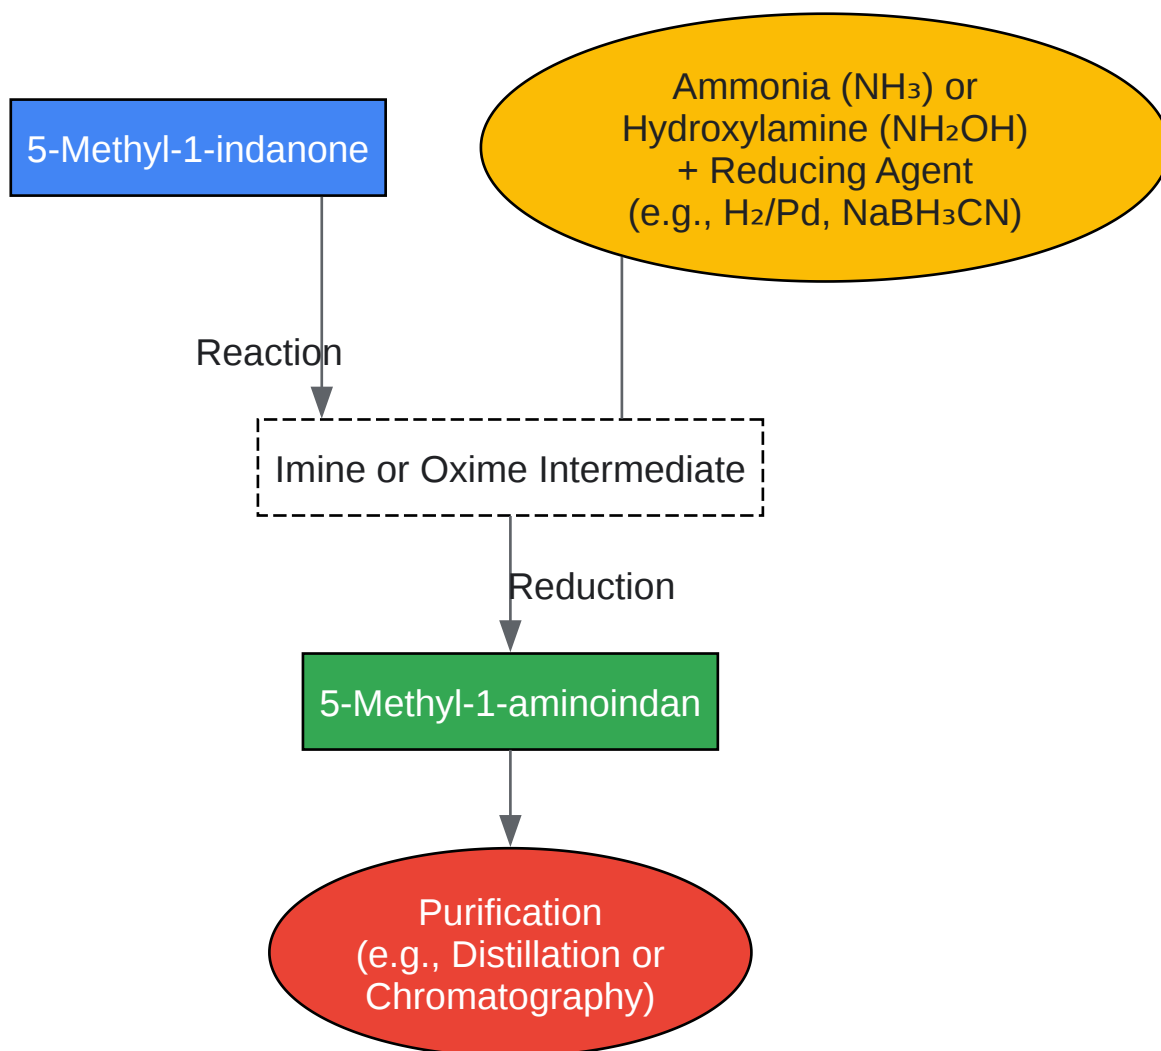 5-Methyl-1-indanone
Ammonia (NH₃) or
Hydroxylamine (NH₂OH)
+ Reducing Agent
(e.g., H₂/Pd, NaBH₃CN)
Reaction
Imine or Oxime Intermediate
Reduction
5-Methyl-1-aminoindan
Purification
(e.g., Distillation or
Chromatography)